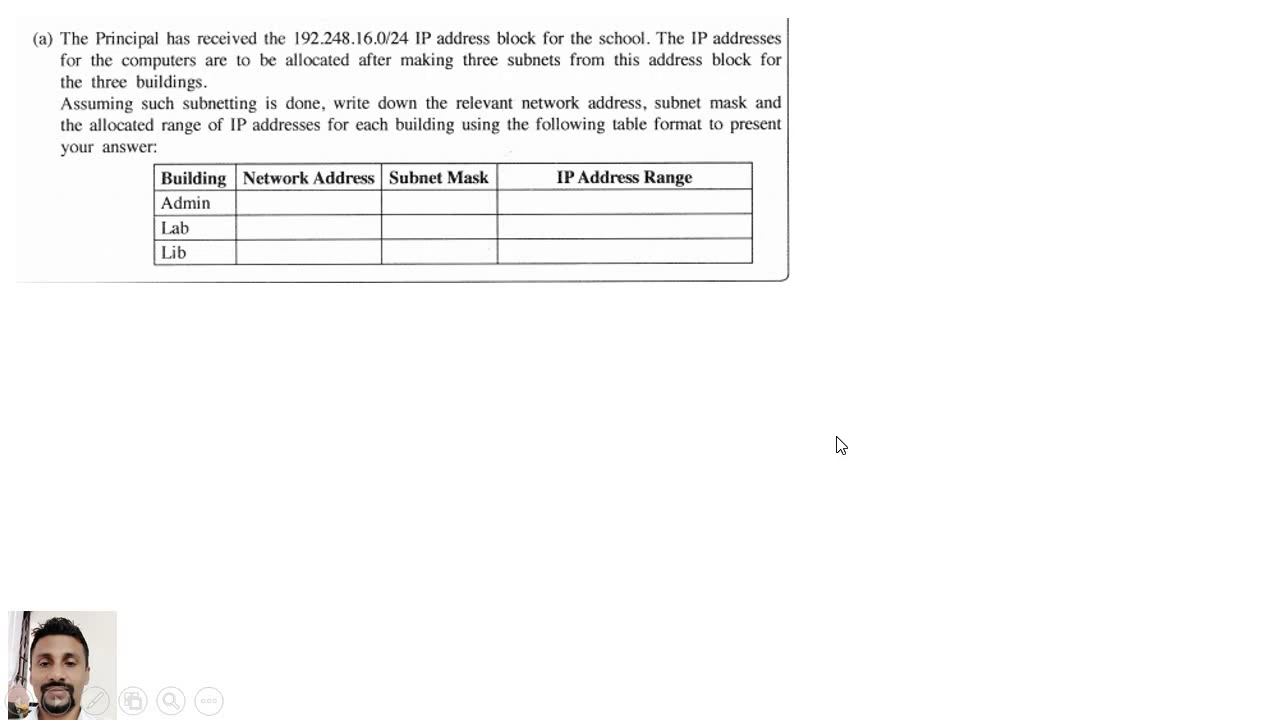 (a) The Principal has received the 192.248.16.0/24 IP address block for the school. The IP addresses
for the computers are to be allocated after making three subnets from this address block for
the three buildings.
Assuming such subnetting is done, write down the relevant network address, subnet mask and
the allocated range of IP addresses for each building using the following table format to present
your answer:
Building Network Address Subnet Mask IP Address Range
Admin
Lab
Lib